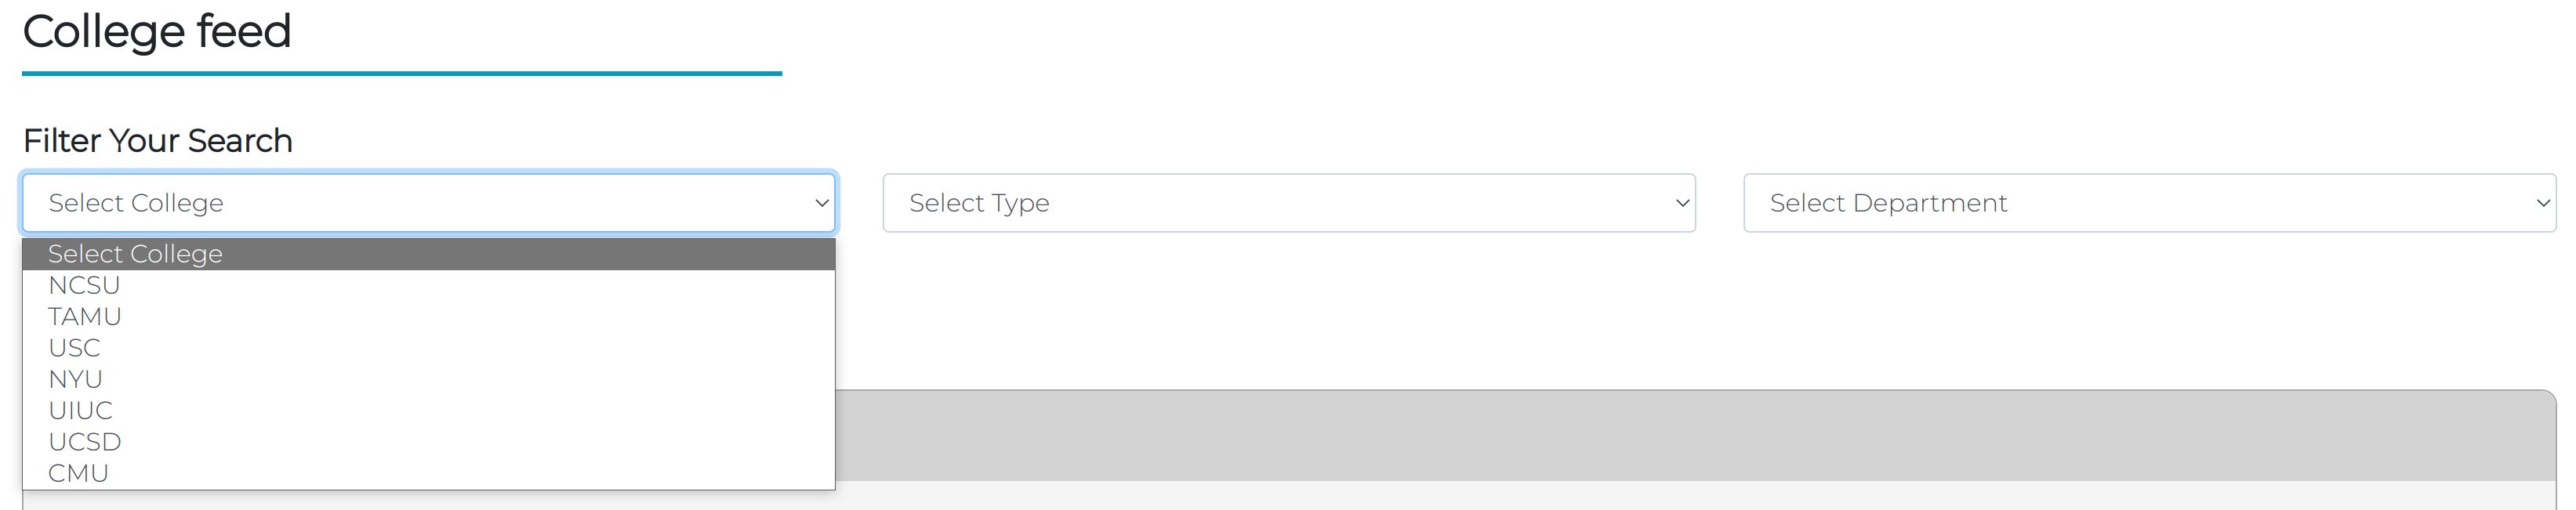 College feed
Filter Your Search
Select College
Select Type
Select Department
Select College
NCSU
TAMU
USC
NYU
UIUC
UCSD
CMU